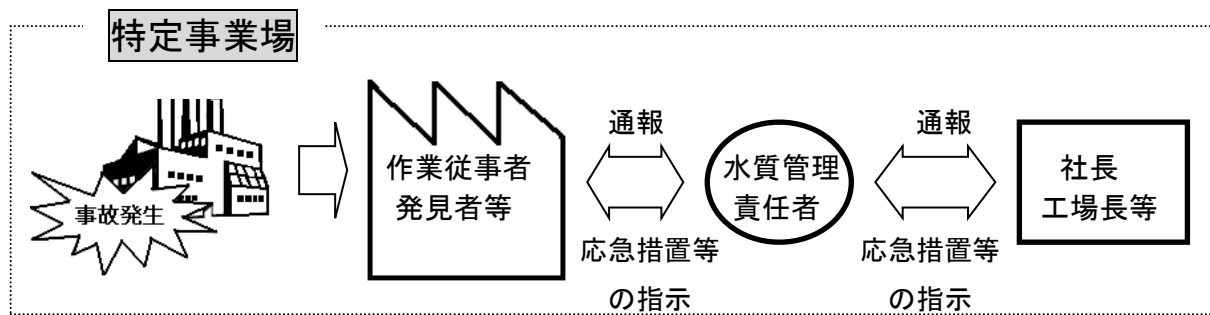 特定事業場
事故発生
作業従事者
発見者等
通報
応急措置等
の指示
水質管理
責任者
通報
応急措置等
の指示
社長
工場長等